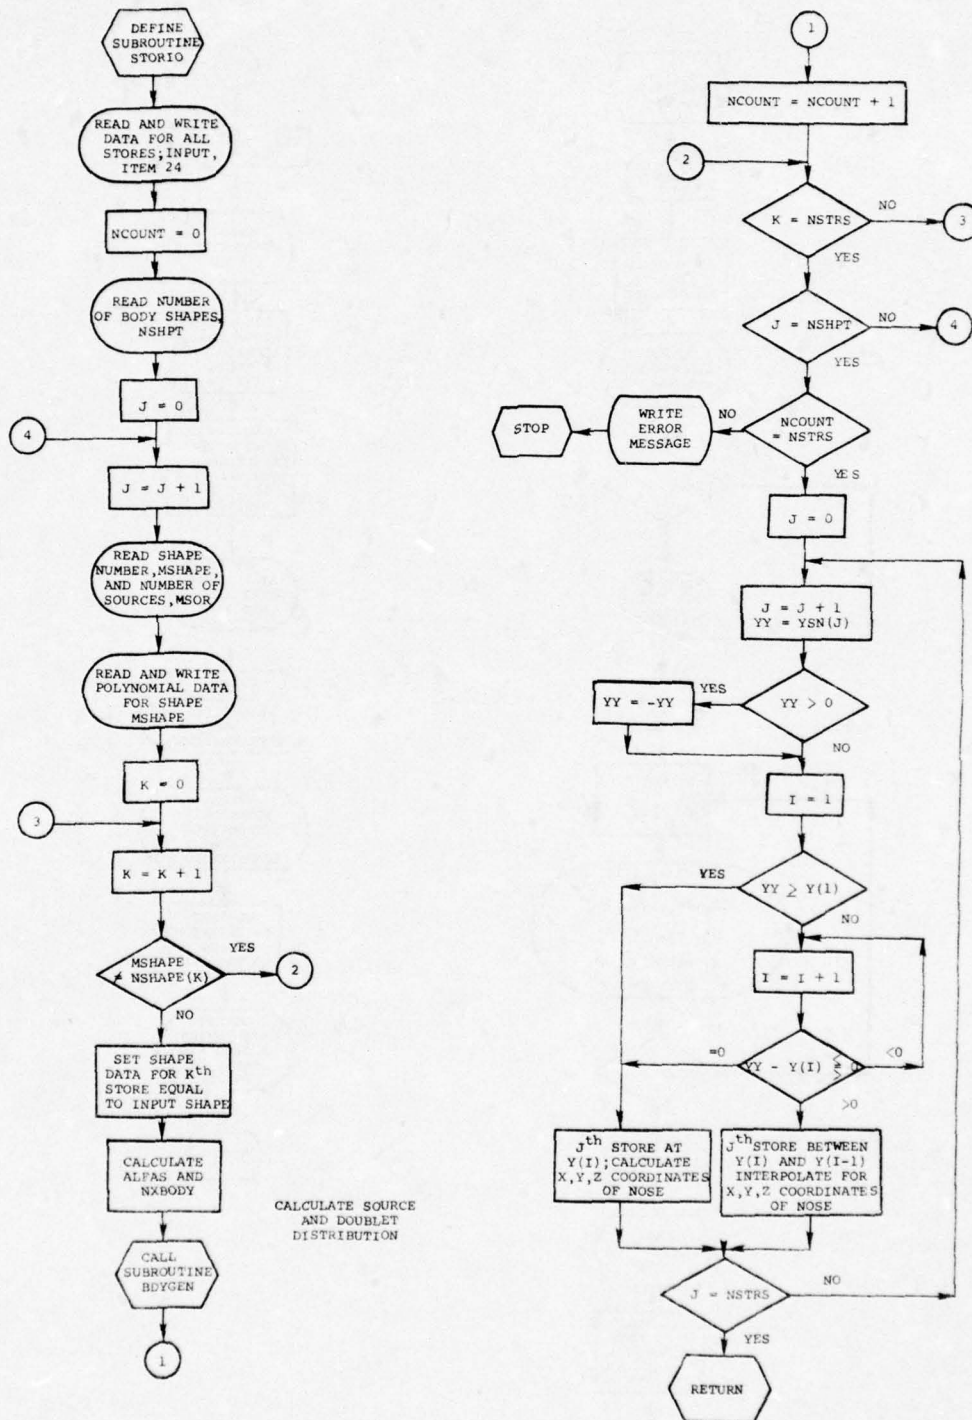 DEFINE
SUBROUTINE
STORIO
READ AND WRITE
DATA FOR ALL
STORES;INPUT,
ITEM 24
NCOUNT = 0
READ NUMBER
OF BODY SHAPES,
NSHPT
J = 0
4
J = J + 1
READ SHAPE
NUMBER,MSHAPE,
AND NUMBER OF
SOURCES,MSOR
READ AND WRITE
POLYNOMIAL DATA
FOR SHAPE
MSHAPE
K = 0
3
K = K + 1
MSHAPE
≠ NSHAPE(K)
YES
2
NO
SET SHAPE
DATA FOR Kth
STORE EQUAL
TO INPUT SHAPE
CALCULATE
ALFAS AND
NXBODY
CALL
SUBROUTINE
BDYGEN
CALCULATE SOURCE
AND DOUBLET
DISTRIBUTION
1
1
NCOUNT = NCOUNT + 1
2
K = NSTRS
NO
3
YES
J = NSHPT
NO
4
YES
NCOUNT
= NSTRS
NO
WRITE
ERROR
MESSAGE
STOP
YES
J = 0
J = J + 1
YY = YSN(J)
YY > 0
YES
YY = -YY
NO
I = 1
YY ≥ Y(1)
YES
NO
I = I + 1
YY - Y(I) ⋚ 0
=0
<0
>0
Jth STORE AT
Y(I);CALCULATE
X,Y,Z COORDINATES
OF NOSE
Jth STORE BETWEEN
Y(I) AND Y(I-1)
INTERPOLATE FOR
X,Y,Z COORDINATES
OF NOSE
J = NSTRS
NO
YES
RETURN